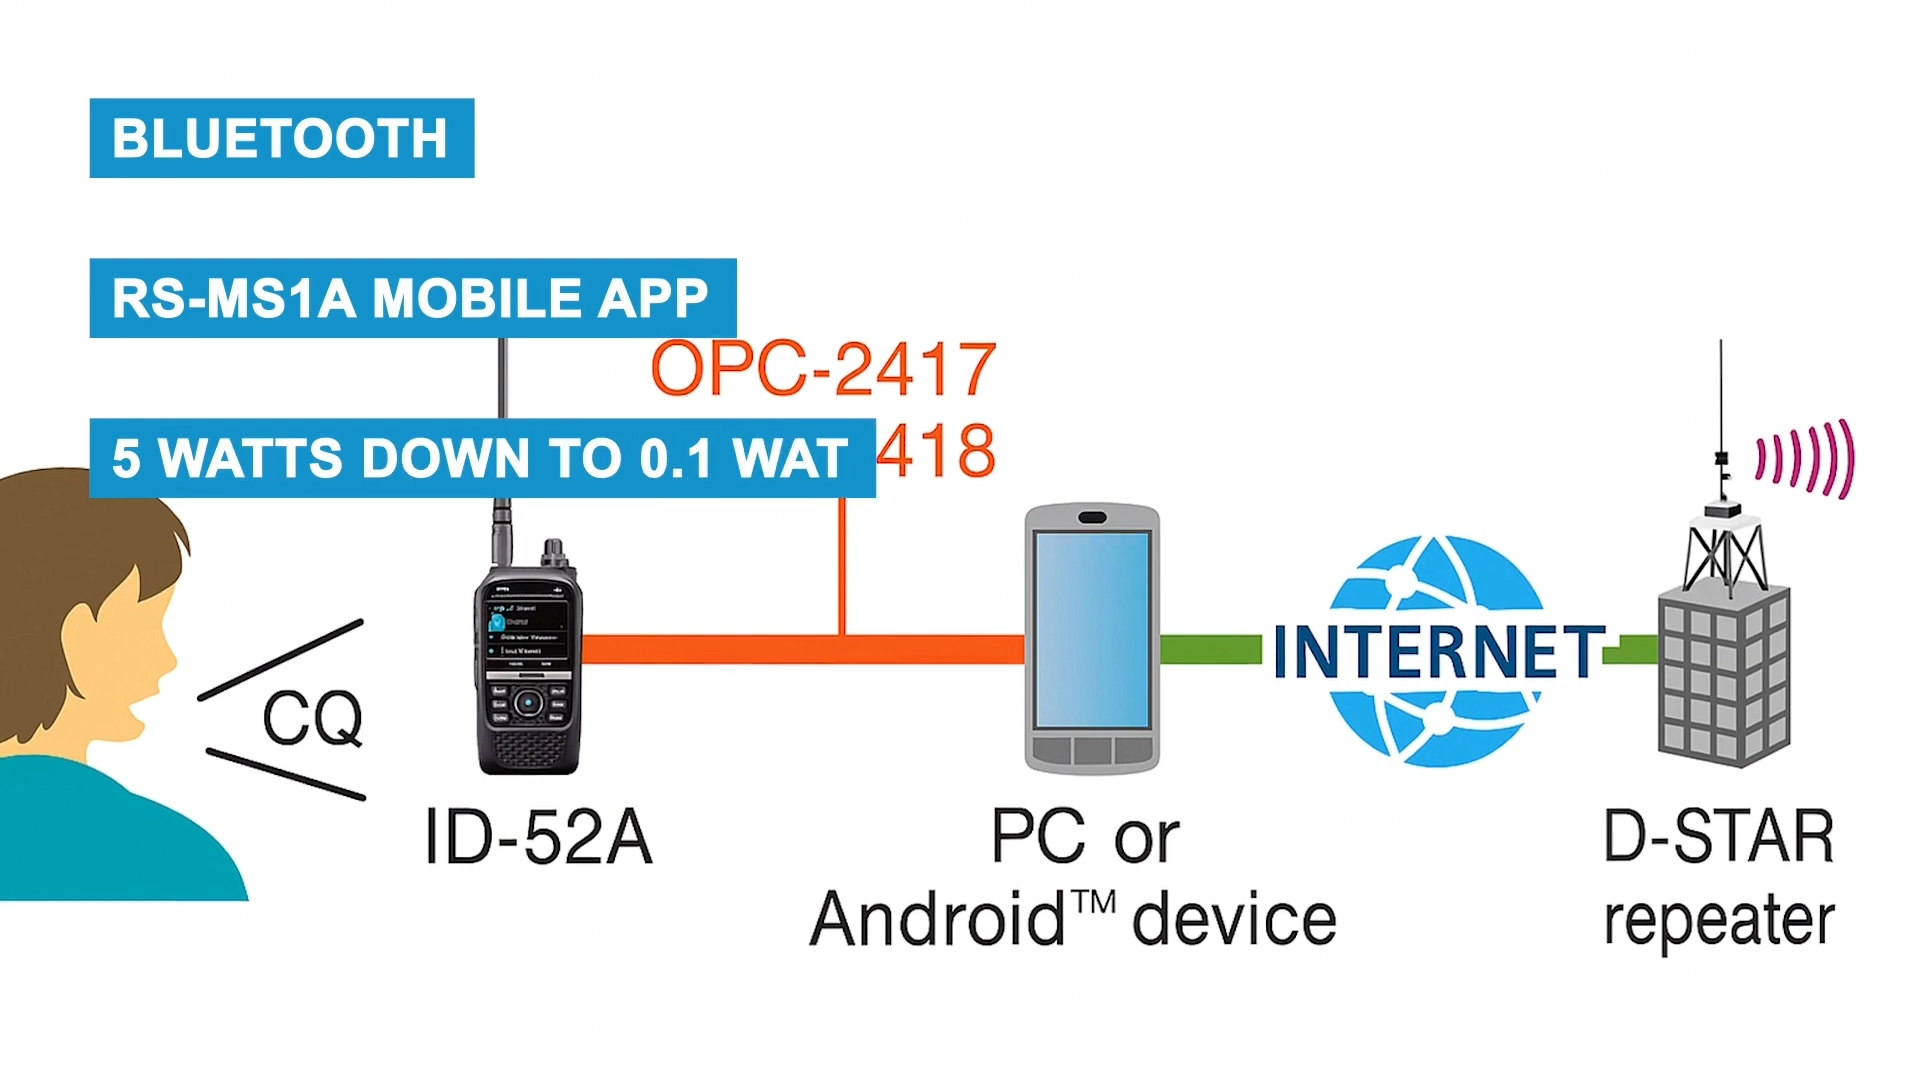 BLUETOOTH
RS-MS1A MOBILE APP
OPC-2417
5 WATTS DOWN TO 0.1 WAT
418
CQ
INTERNET
ID-52A
PC or
Android™ device
D-STAR
repeater